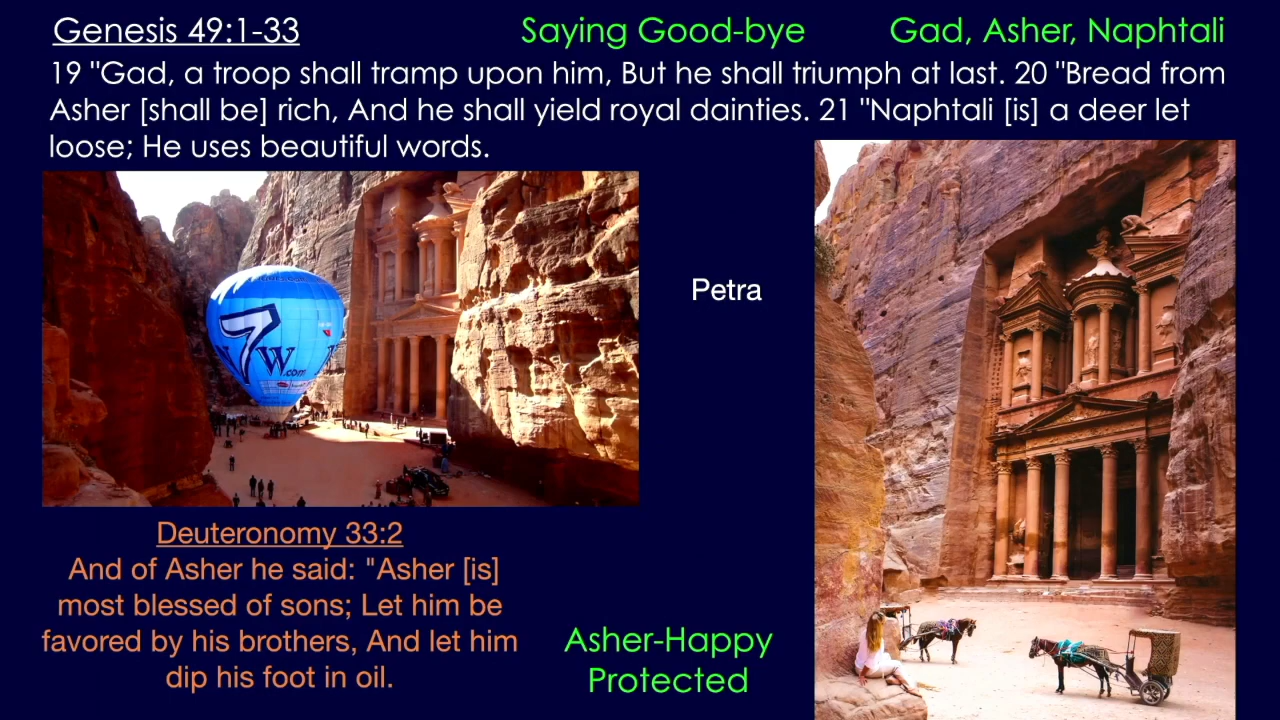 Genesis 49:1-33 Saying Good-bye Gad, Asher, Naphtali
19 "Gad, a troop shall tramp upon him, But he shall triumph at last. 20 "Bread from
Asher [shall be] rich, And he shall yield royal dainties. 21 "Naphtali [is] a deer let
loose; He uses beautiful words.
7
W.com
Petra
Deuteronomy 33:2
And of Asher he said: "Asher [is]
most blessed of sons; Let him be
favored by his brothers, And let him
dip his foot in oil.
Asher-Happy
Protected